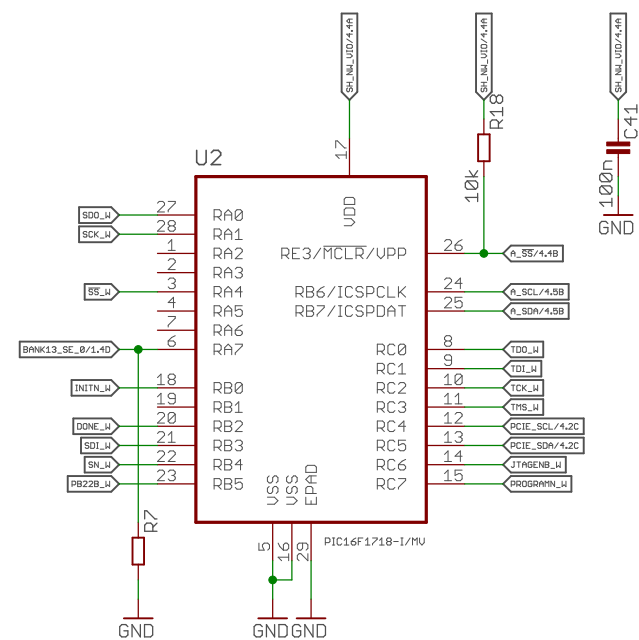 SH_NW_VIO/4.4A
SH_NW_VIO/4.4A
SH_NW_VIO/4.4A
R18
C41
10k
100n
GND
U2
17
VDD
SDO_W 27 RA0
SCK_W 28 RA1
1 RA2
2 RA3
SS_W 3 RA4
4 RA5
7 RA6
BANK13_SE_0/1.4D 6 RA7
INITN_W 18 RB0
19 RB1
DONE_W 20 RB2
SDI_W 21 RB3
SN_W 22 RB4
PB22B_W 23 RB5
RE3/MCLR/VPP 26 A_SS/4.4B
RB6/ICSPCLK 24 A_SCL/4.5B
RB7/ICSPDAT 25 A_SDA/4.5B
RC0 8 TDO_W
RC1 9 TDI_W
RC2 10 TCK_W
RC3 11 TMS_W
RC4 12 PCIE_SCL/4.2C
RC5 13 PCIE_SDA/4.2C
RC6 14 JTAGENB_W
RC7 15 PROGRAMN_W
VSS
VSS
EPAD
5
16
29
PIC16F1718-I/MV
R7
GND
GND
GND